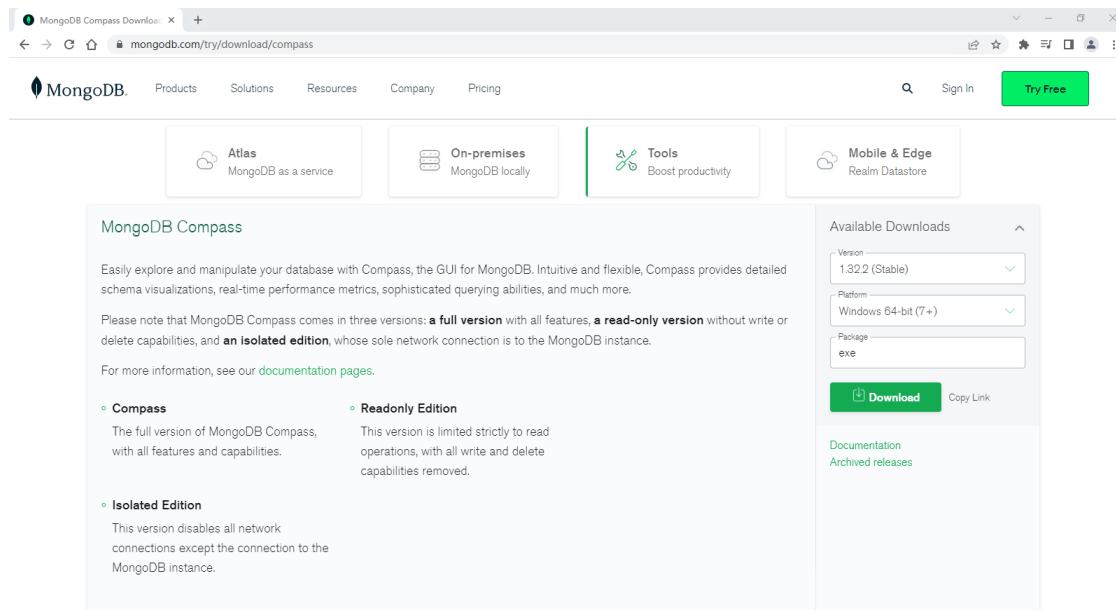 MongoDB Compass Download
mongodb.com/try/download/compass
MongoDB.
Products
Solutions
Resources
Company
Pricing
Sign In
Try Free
Atlas
MongoDB as a service
On-premises
MongoDB locally
Tools
Boost productivity
Mobile & Edge
Realm Datastore
MongoDB Compass
Easily explore and manipulate your database with Compass, the GUI for MongoDB. Intuitive and flexible, Compass provides detailed
schema visualizations, real-time performance metrics, sophisticated querying abilities, and much more.
Please note that MongoDB Compass comes in three versions: a full version with all features, a read-only version without write or
delete capabilities, and an isolated edition, whose sole network connection is to the MongoDB instance.
For more information, see our documentation pages.
Compass
The full version of MongoDB Compass,
with all features and capabilities.
Readonly Edition
This version is limited strictly to read
operations, with all write and delete
capabilities removed.
Isolated Edition
This version disables all network
connections except the connection to the
MongoDB instance.
Available Downloads
Version
1.32.2 (Stable)
Platform
Windows 64-bit (7+)
Package
exe
Download
Copy Link
Documentation
Archived releases